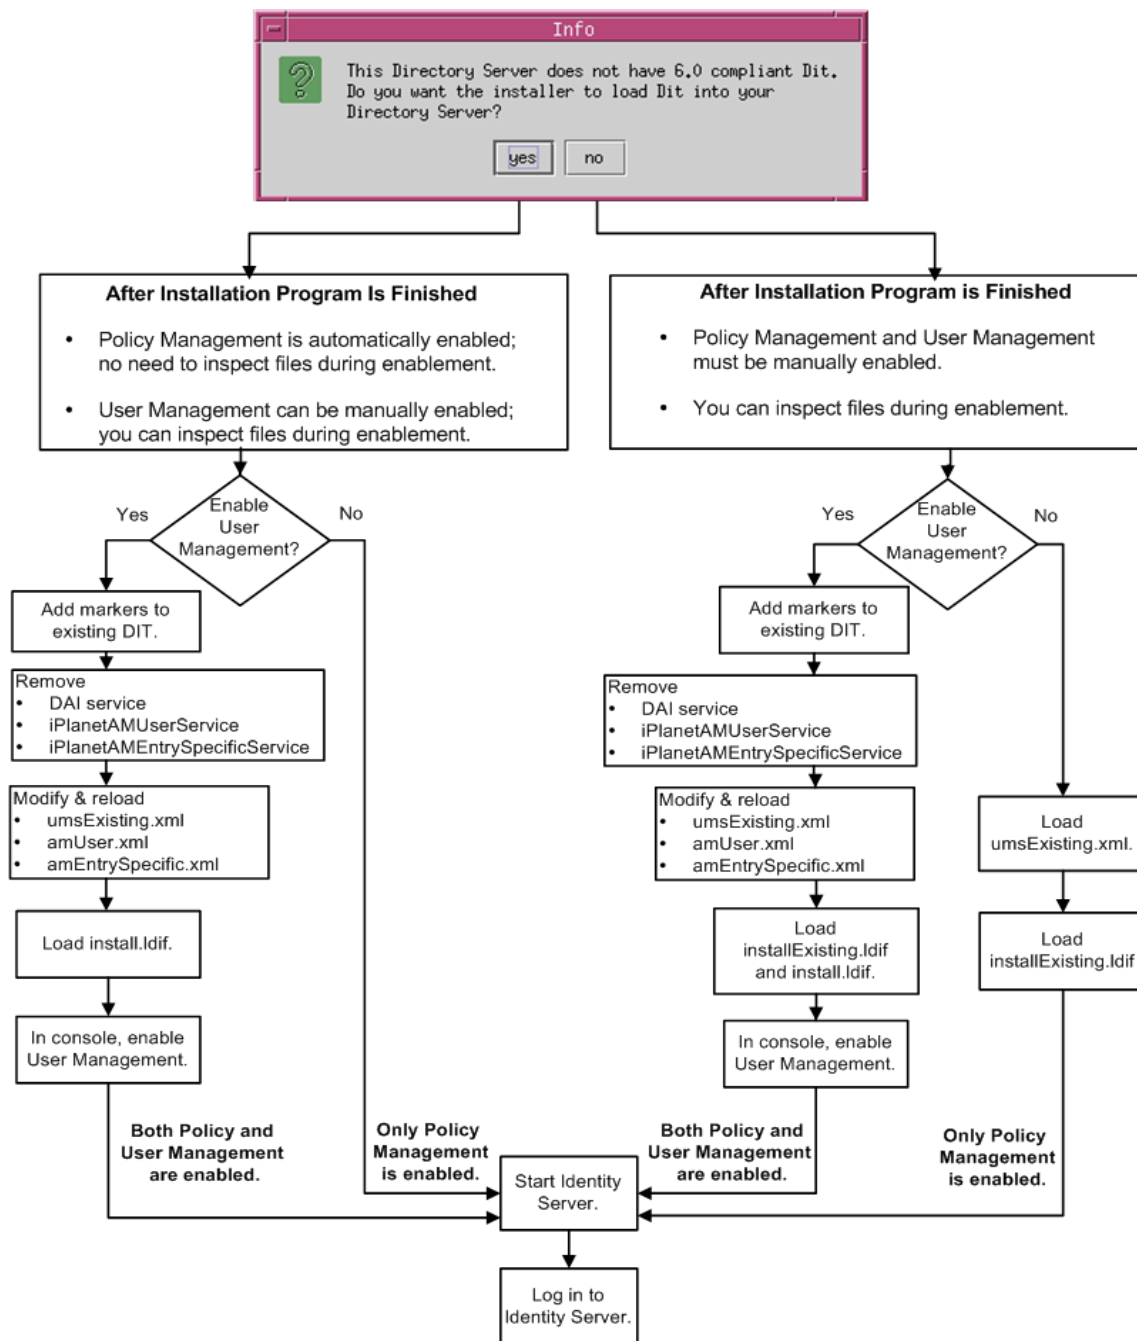 Info
This Directory Server does not have 6.0 compliant Dit.
Do you want the installer to load Dit into your
Directory Server?
yes
no
After Installation Program Is Finished
• Policy Management is automatically enabled;
no need to inspect files during enablement.
• User Management can be manually enabled;
you can inspect files during enablement.
After Installation Program is Finished
• Policy Management and User Management
must be manually enabled.
• You can inspect files during enablement.
Enable
User
Management?
Yes
No
Add markers to
existing DIT.
Remove
• DAI service
• iPlanetAMUserService
• iPlanetAMEntrySpecificService
Modify & reload
• umsExisting.xml
• amUser.xml
• amEntrySpecific.xml
Load install.ldif.
In console, enable
User Management.
Both Policy and
User Management
are enabled.
Only Policy
Management
is enabled.
Enable
User
Management?
Yes
No
Add markers to
existing DIT.
Remove
• DAI service
• iPlanetAMUserService
• iPlanetAMEntrySpecificService
Modify & reload
• umsExisting.xml
• amUser.xml
• amEntrySpecific.xml
Load
installExisting.ldif
and install.ldif.
In console, enable
User Management.
Both Policy and
User Management
are enabled.
Load
umsExisting.xml.
Load
installExisting.ldif
Only Policy
Management
is enabled.
Start Identity
Server.
Log in to
Identity Server.